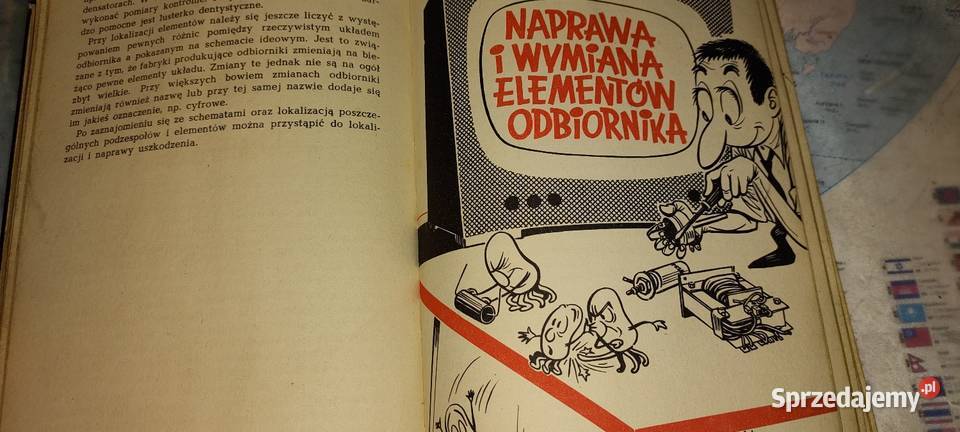 densatorach. W
wykonać pomiary kontrolne.
dzo pomocne jest lusterko dentystyczne.
Przy lokalizacji elementów należy się jeszcze liczyć z wystę-
powaniem pewnych różnic pomiędzy rzeczywistym układem
odbiornika a pokazanym na schemacie ideowym. Jest to zwią-
zane z tym, że fabryki produkujące odbiorniki zmieniają na bie-
żąco pewne elementy układu. Zmiany te jednak nie są na ogół
zbyt wielkie. Przy większych bowiem zmianach odbiorniki
zmieniają również nazwę lub przy tej samej nazwie dodaje się
im jakieś oznaczenie, np. cyfrowe.
Po zaznajomieniu się ze schematami oraz lokalizacją poszcze-
gólnych podzespołów i elementów można przystąpić do lokali-
zacji i naprawy uszkodzenia.
NAPRAWA
i WYMIANA
ELEMENTÓW
ODBIORNIKA
Sprzedajemy.pl